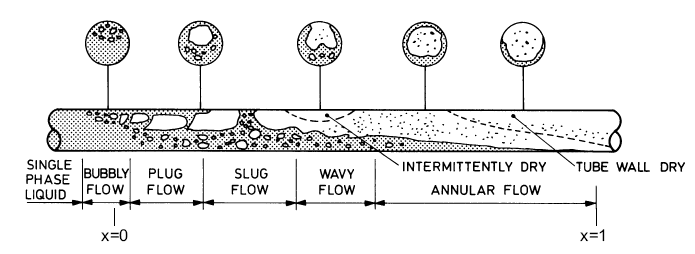 INTERMITTENTLY DRY
TUBE WALL DRY
SINGLE
PHASE
LIQUID
BUBBLY
FLOW
PLUG
FLOW
SLUG
FLOW
WAVY
FLOW
ANNULAR FLOW
x=0
x=1